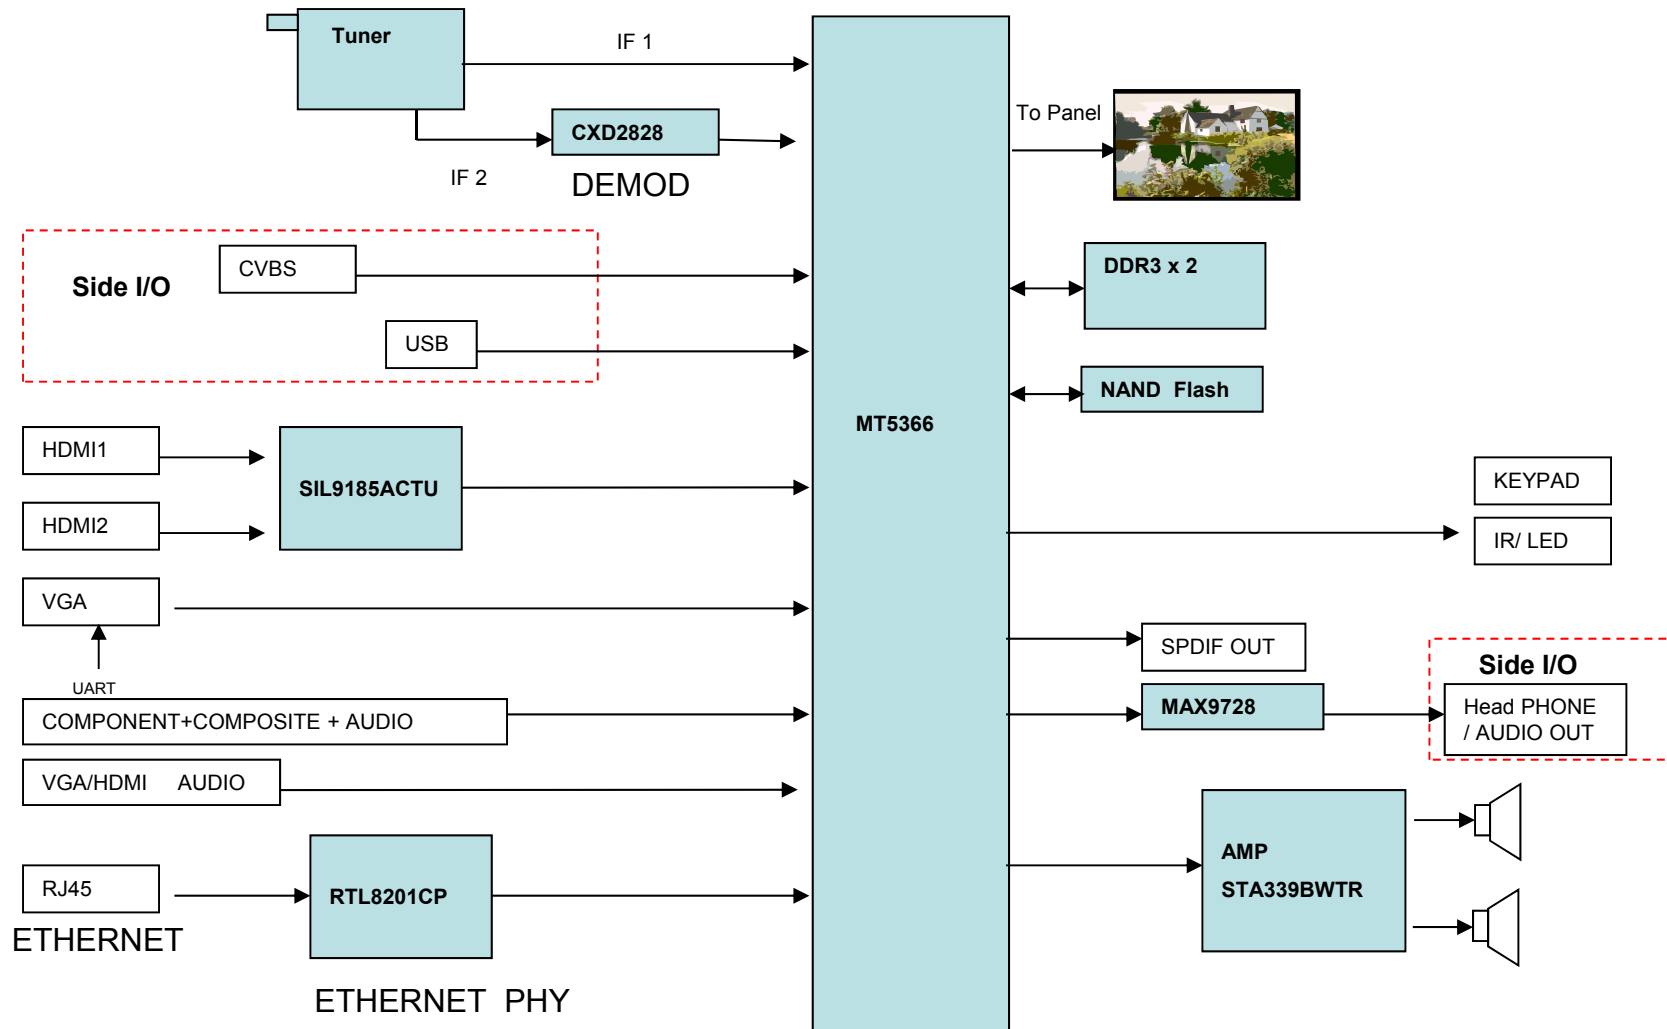 Tuner
IF 1
To Panel
CXD2828
IF 2
DEMOD
CVBS
Side I/O
DDR3 x 2
USB
NAND Flash
MT5366
HDMI1
SIL9185ACTU
KEYPAD
HDMI2
IR/ LED
VGA
SPDIF OUT
Side I/O
UART
COMPONENT+COMPOSITE + AUDIO
MAX9728
Head PHONE
/ AUDIO OUT
VGA/HDMI AUDIO
AMP
STA339BWTR
RJ45
RTL8201CP
ETHERNET
ETHERNET PHY